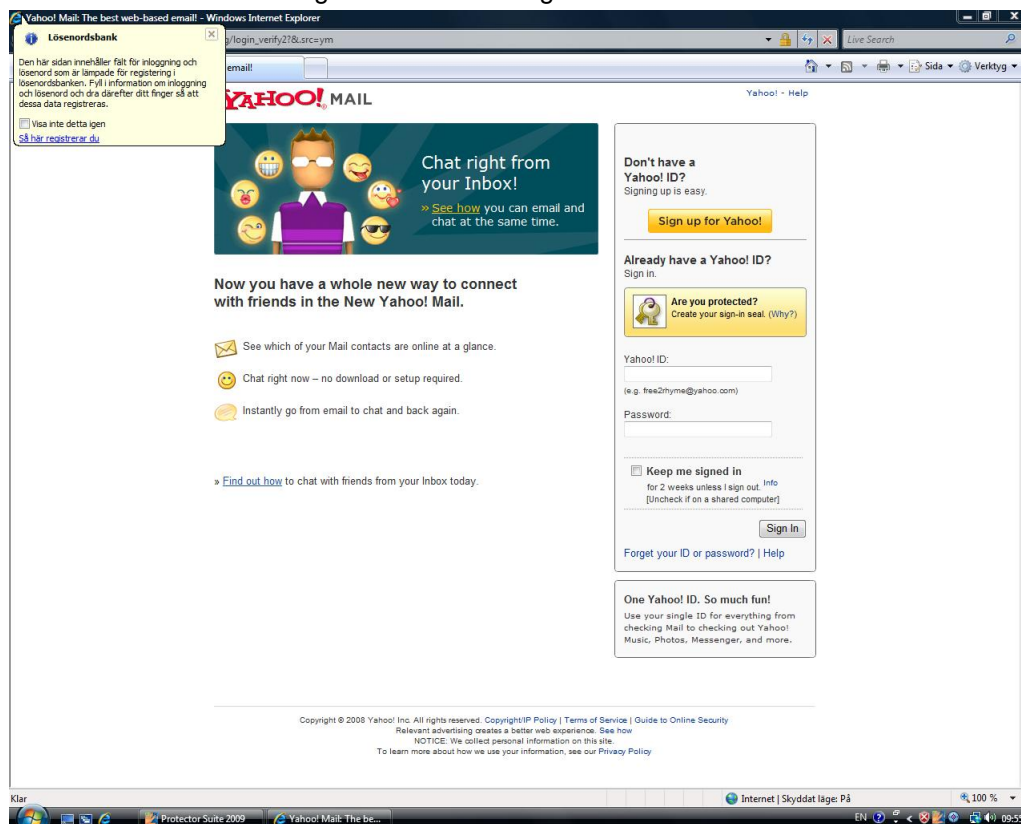 Yahoo! Mail: The best web-based email! - Windows Internet Explorer
Lösenordsbank
Den här sidan innehåller fält för inloggning och
lösenord som är lämpade för registering i
lösenordsbanken. Fyll i information om inloggning
och lösenord och dra därefter ditt finger så att
dessa data registreras.
Visa inte detta igen
Så här registrerar du
g/login_verify2?&.src=ym
Live Search
email!
Sida
Verktyg
YAHOO! MAIL
Yahoo! - Help
Chat right from
your Inbox!
» See how you can email and
chat at the same time.
Now you have a whole new way to connect
with friends in the New Yahoo! Mail.
See which of your Mail contacts are online at a glance.
Chat right now – no download or setup required.
Instantly go from email to chat and back again.
» Find out how to chat with friends from your Inbox today.
Don't have a
Yahoo! ID?
Signing up is easy.
Sign up for Yahoo!
Already have a Yahoo! ID?
Sign in.
Are you protected?
Create your sign-in seal. (Why?)
Yahoo! ID:
(e.g. free2rhyme@yahoo.com)
Password:
Keep me signed in
for 2 weeks unless I sign out. Info
[Uncheck if on a shared computer]
Sign In
Forget your ID or password? | Help
One Yahoo! ID. So much fun!
Use your single ID for everything from
checking Mail to checking out Yahoo!
Music, Photos, Messenger, and more.
Copyright © 2008 Yahoo! Inc. All rights reserved. Copyright/IP Policy | Terms of Service | Guide to Online Security
Relevant advertising creates a better web experience. See how
NOTICE: We collect personal information on this site.
To learn more about how we use your information, see our Privacy Policy
Klar
Internet | Skyddat läge: På
100 %
Protector Suite 2009
Yahoo! Mail: The be...
EN
09:55